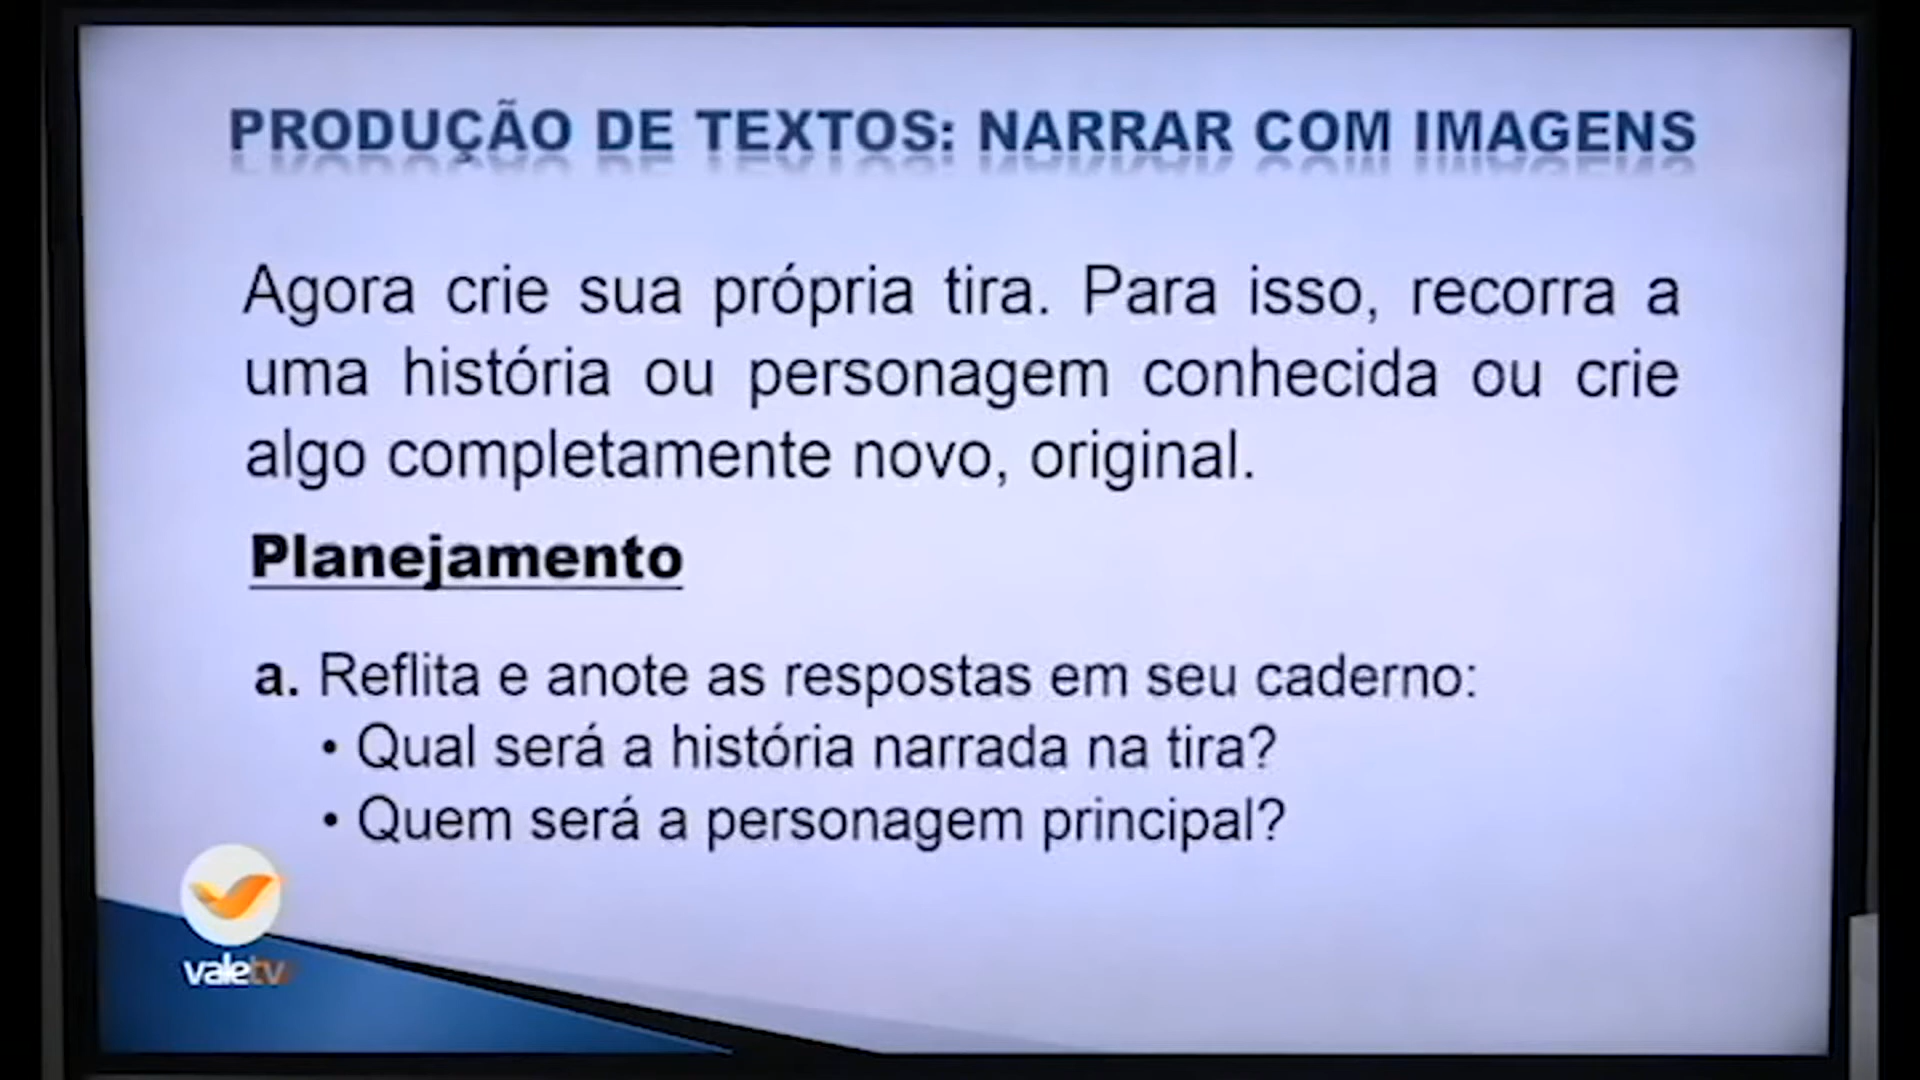 PRODUÇÃO DE TEXTOS: NARRAR COM IMAGENS
Agora crie sua própria tira. Para isso, recorra a
uma história ou personagem conhecida ou crie
algo completamente novo, original.
Planejamento
a. Reflita e anote as respostas em seu caderno:
• Qual será a história narrada na tira?
• Quem será a personagem principal?
valetv